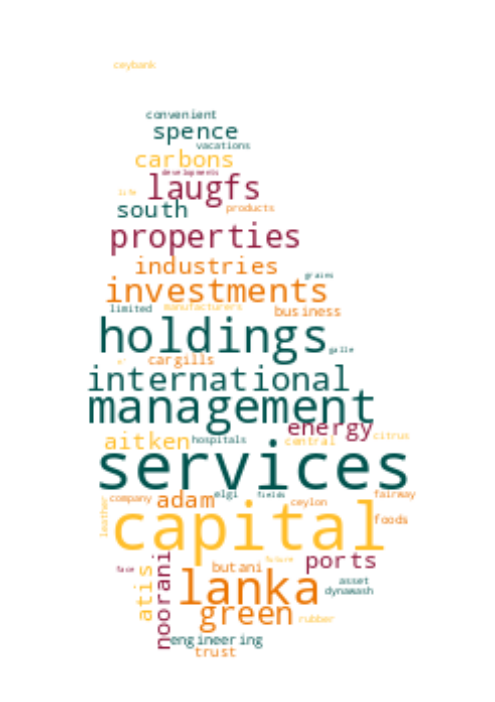 ceybank
convenient
spence
vacations
carbons
developments
laugfs
life
south
products
properties
industries
grains
investments
limited
manufacturers
business
holdings
galle
cargills
international
management
energy
aitken
hospitals
central
citrus
services
company
adam
elgi
fields
ceylon
fairway
leather
capital
foods
noorani
ports
face
butani
future
atis
lanka
asset
dynawash
green
rubber
engineering
trust